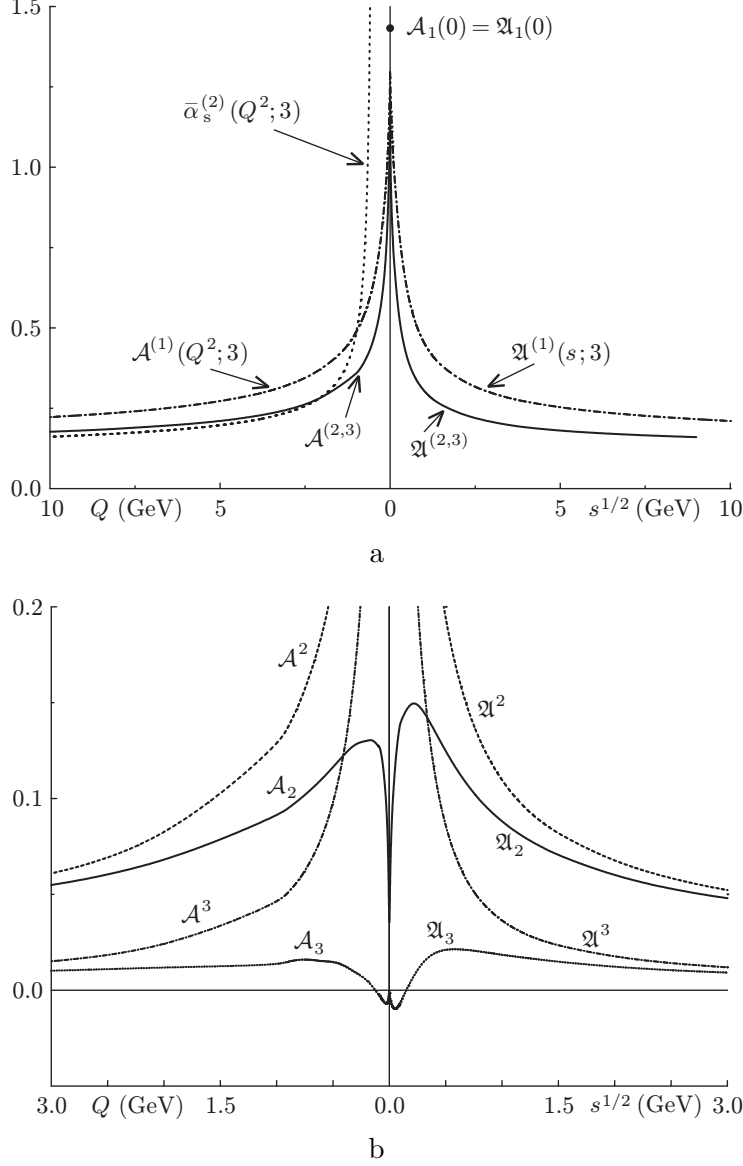 1.5
𝒜₁(0) = 𝔄₁(0)
ᾱₛ⁽²⁾(Q²; 3)
1.0
0.5
𝒜⁽¹⁾(Q²; 3)
𝔄⁽¹⁾(s; 3)
𝒜⁽²,³⁾
𝔄⁽²,³⁾
0.0
10 Q (GeV) 5 0 5 s^{1/2} (GeV) 10
a
0.2
𝒜²
𝔄²
0.1
𝒜₂
𝔄₂
𝒜³
𝒜₃
𝔄₃
𝔄³
0.0
3.0 Q (GeV) 1.5 0.0 1.5 s^{1/2} (GeV) 3.0
b